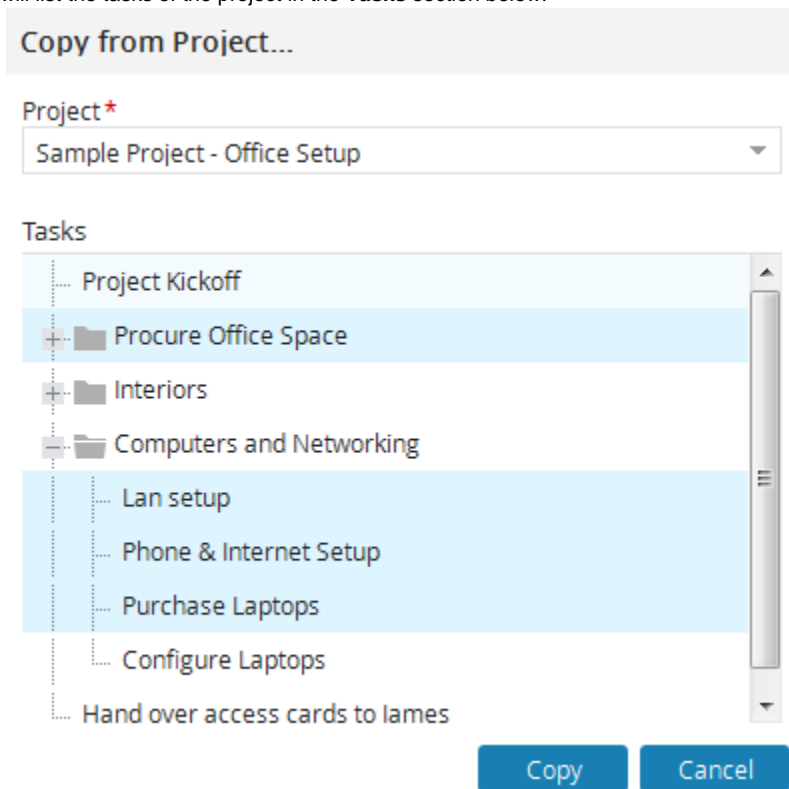 will list the tasks of the project in the Tasks section below.
Copy from Project...
Project*
Sample Project - Office Setup
Tasks
Project Kickoff
Procure Office Space
Interiors
Computers and Networking
Lan setup
Phone & Internet Setup
Purchase Laptops
Configure Laptops
Hand over access cards to James
Copy Cancel